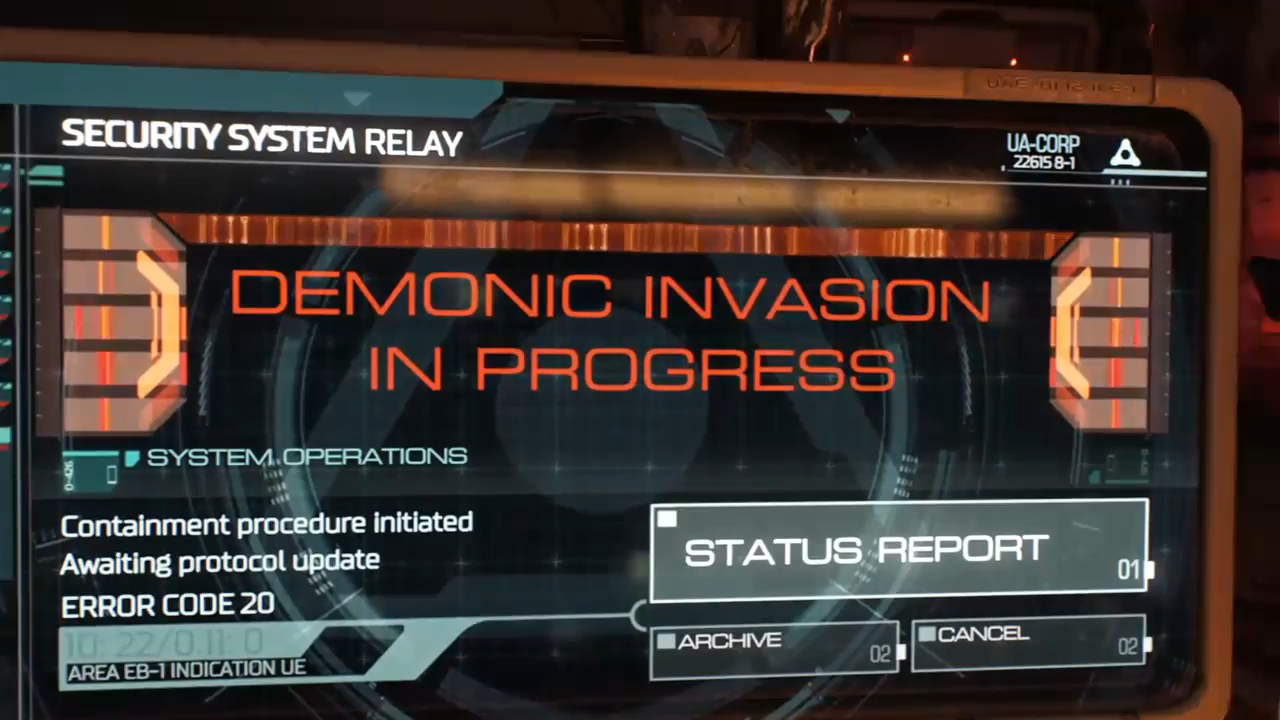 SECURITY SYSTEM RELAY
UA-CORP
22615 8-1
DEMONIC INVASION
IN PROGRESS
SYSTEM OPERATIONS
Containment procedure initiated
Awaiting protocol update
ERROR CODE 20
AREA EB-1 INDICATION UE
STATUS REPORT
01
ARCHIVE
02
CANCEL
02